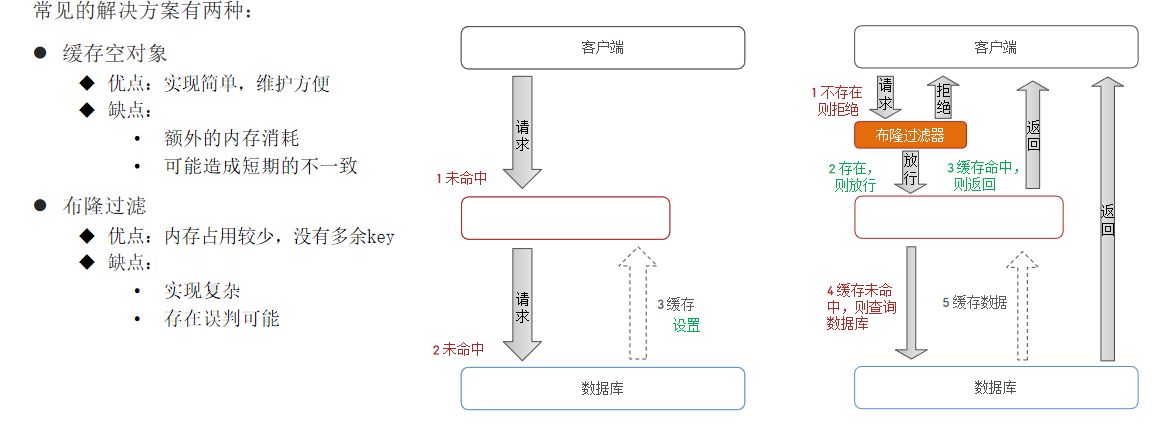 常见的解决方案有两种：
缓存空对象
优点：实现简单，维护方便
缺点：
额外的内存消耗
可能造成短期的不一致
布隆过滤
优点：内存占用较少，没有多余key
缺点：
实现复杂
存在误判可能
客户端
请求
1 未命中
请求
3 缓存
设置
2 未命中
数据库
客户端
1 不存在
则拒绝
请求
拒绝
布隆过滤器
2 存在，
则放行
放行
3 缓存命中，
则返回
返回
返回
4 缓存未命
中，则查询
数据库
5 缓存数据
数据库